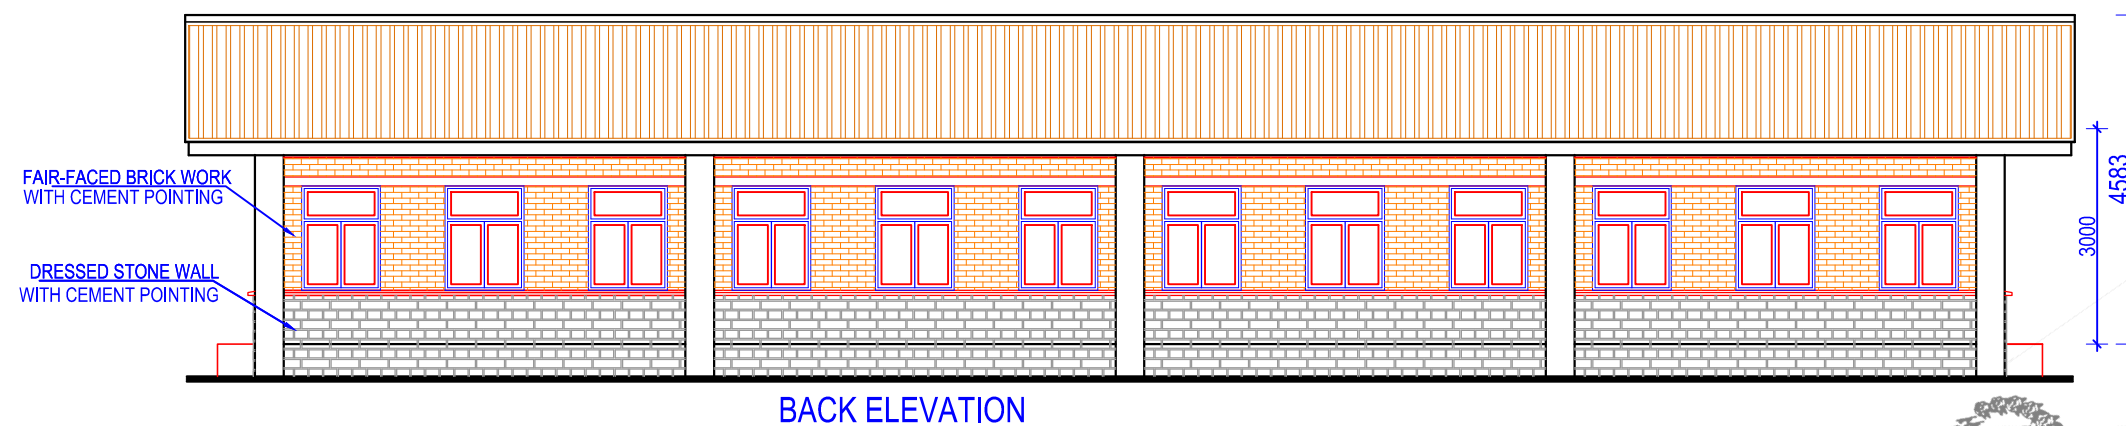 FAIR-FACED BRICK WORK
WITH CEMENT POINTING
DRESSED STONE WALL
WITH CEMENT POINTING
3000
4583
BACK ELEVATION